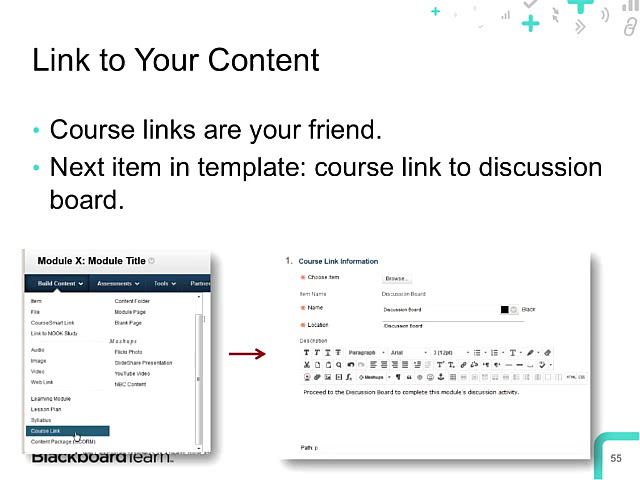 Link to Your Content
• Course links are your friend.
• Next item in template: course link to discussion
board.
Module X: Module Title
Build Content Assessments Tools Partner
Item Content Folder
File Module Page
CourseSmart Link Blank Page
Link to NOOK Study
Mashups
Audio Flickr Photo
Image SlideShare Presentation
Video YouTube Video
Web Link NBC Content
Learning Module
Lesson Plan
Syllabus
Course Link
Content Package (SCORM)
1. Course Link Information
Choose Item Browse...
Item Name Discussion Board
Name Discussion Board Black
Location /Discussion Board
Description
T T T T Paragraph Arial 3 (12pt)
Mashups HTML CSS
Proceed to the Discussion Board to complete this module's discussion activity.
Path: p
Blackboard learn
55